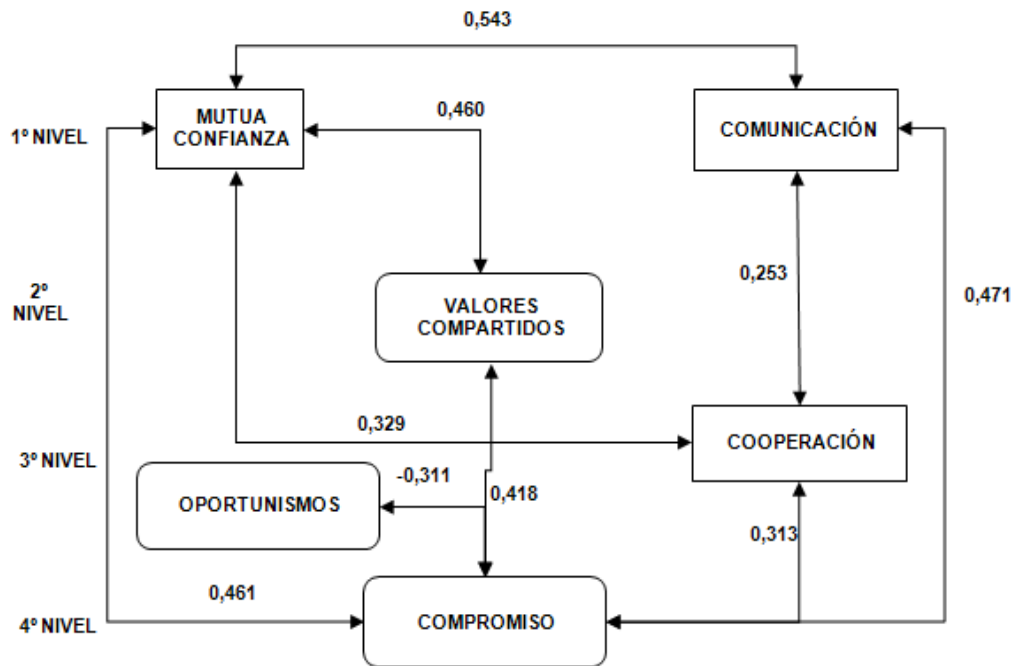 0,543
MUTUA
CONFIANZA
0,460
COMUNICACIÓN
1º NIVEL
2º
NIVEL
0,253
0,471
VALORES
COMPARTIDOS
0,329
COOPERACIÓN
3º NIVEL
-0,311
OPORTUNISMOS
0,418
0,313
0,461
4º NIVEL
COMPROMISO